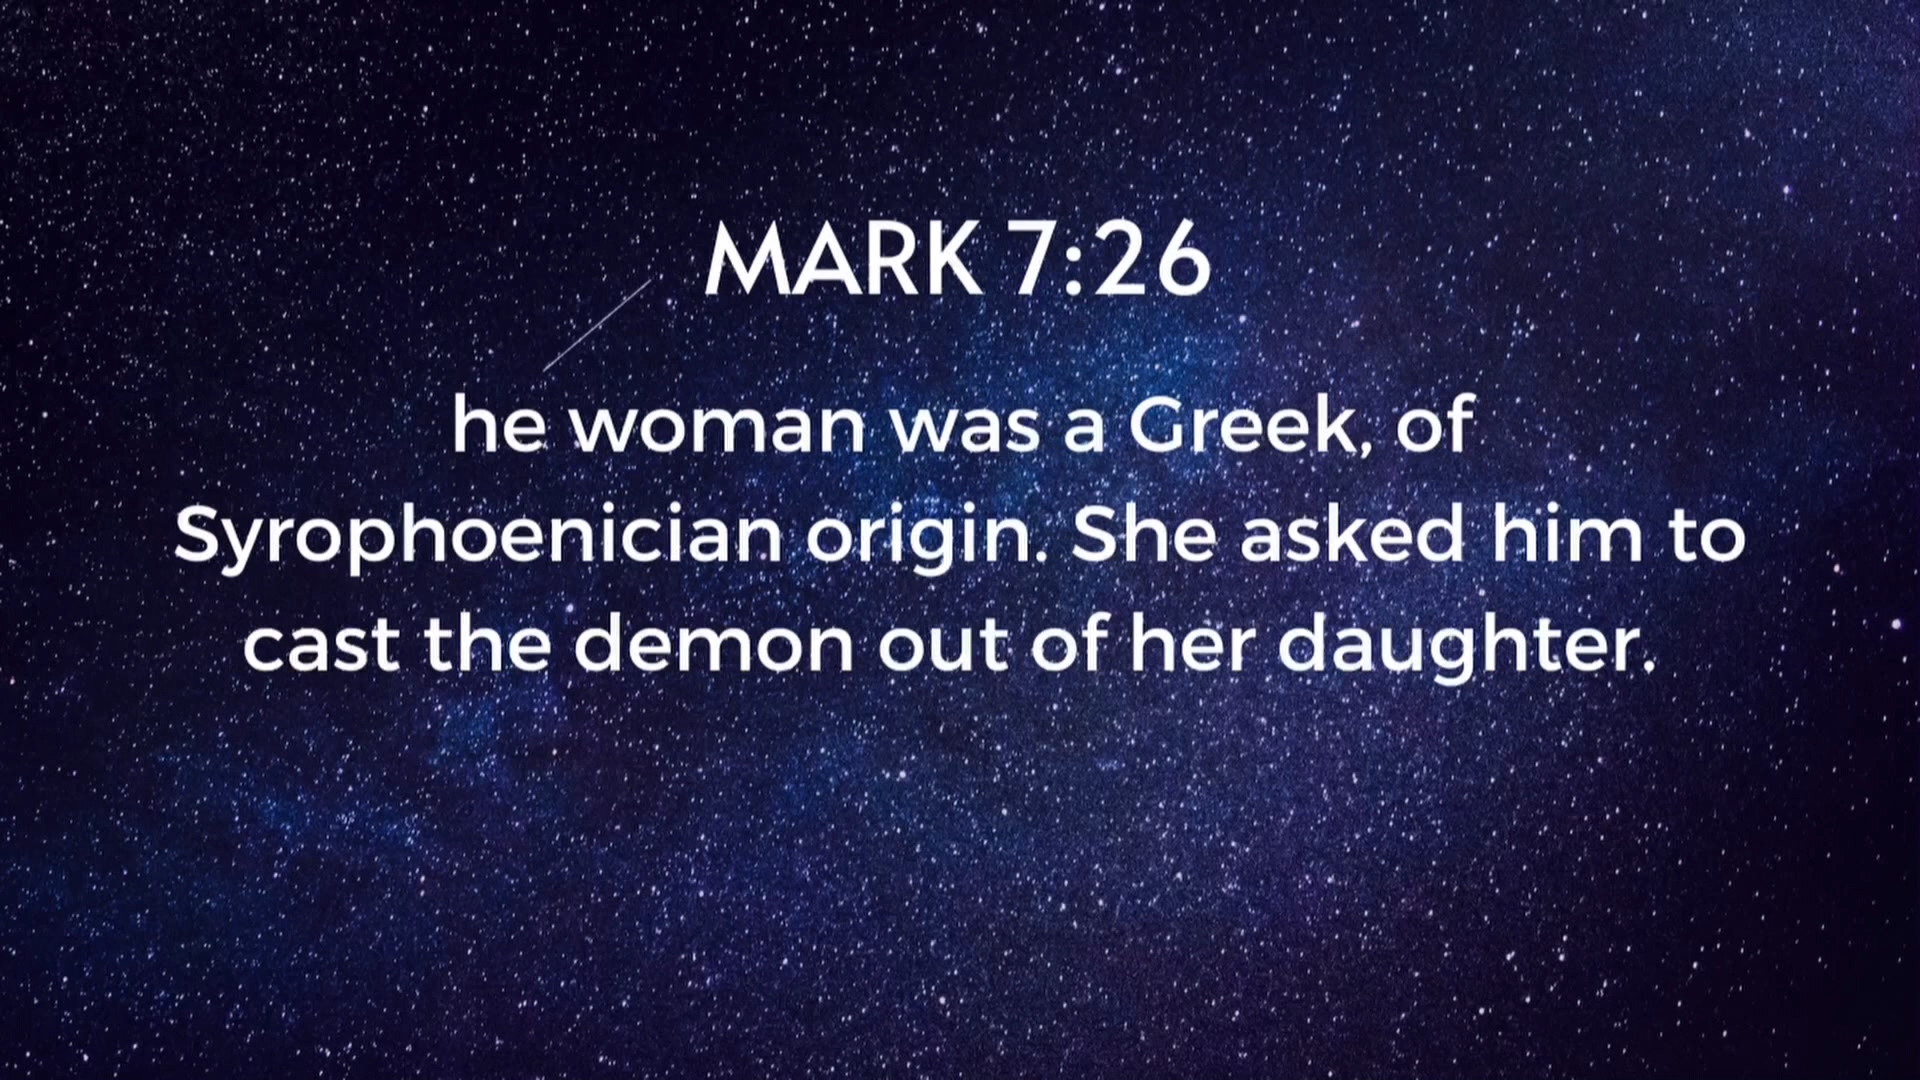 MARK 7:26
he woman was a Greek, of
Syrophoenician origin. She asked him to
cast the demon out of her daughter.